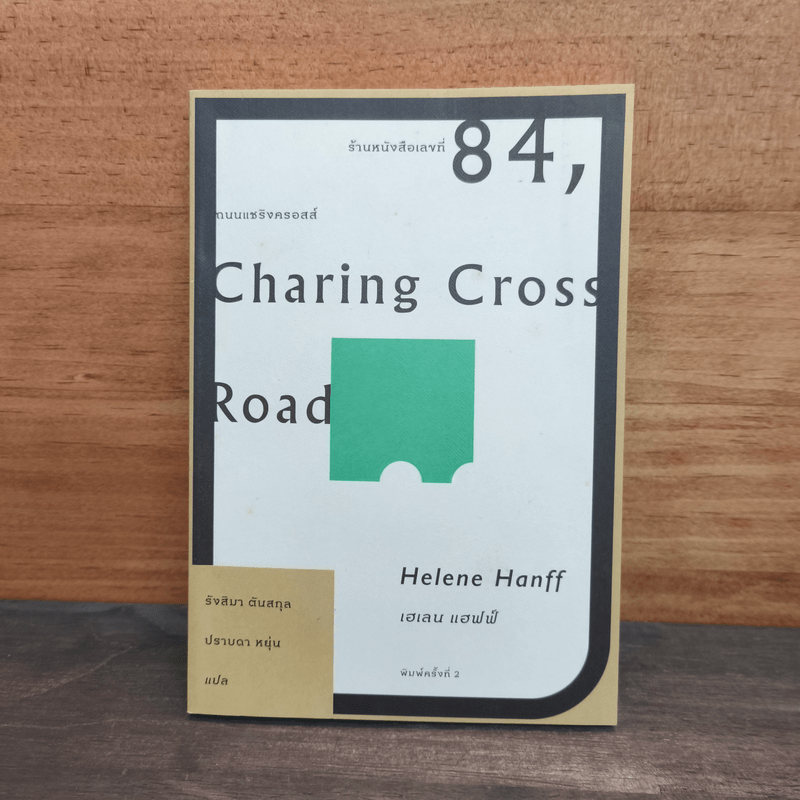 ร้านหนังสือเลขที่ 84,
ถนนแชริงครอสส์
Charing Cross
Road
Helene Hanff
เฮเลน แฮฟฟ์
รังสิมา ตันสกุล
ปราบดา หยุ่น
แปล
พิมพ์ครั้งที่ 2